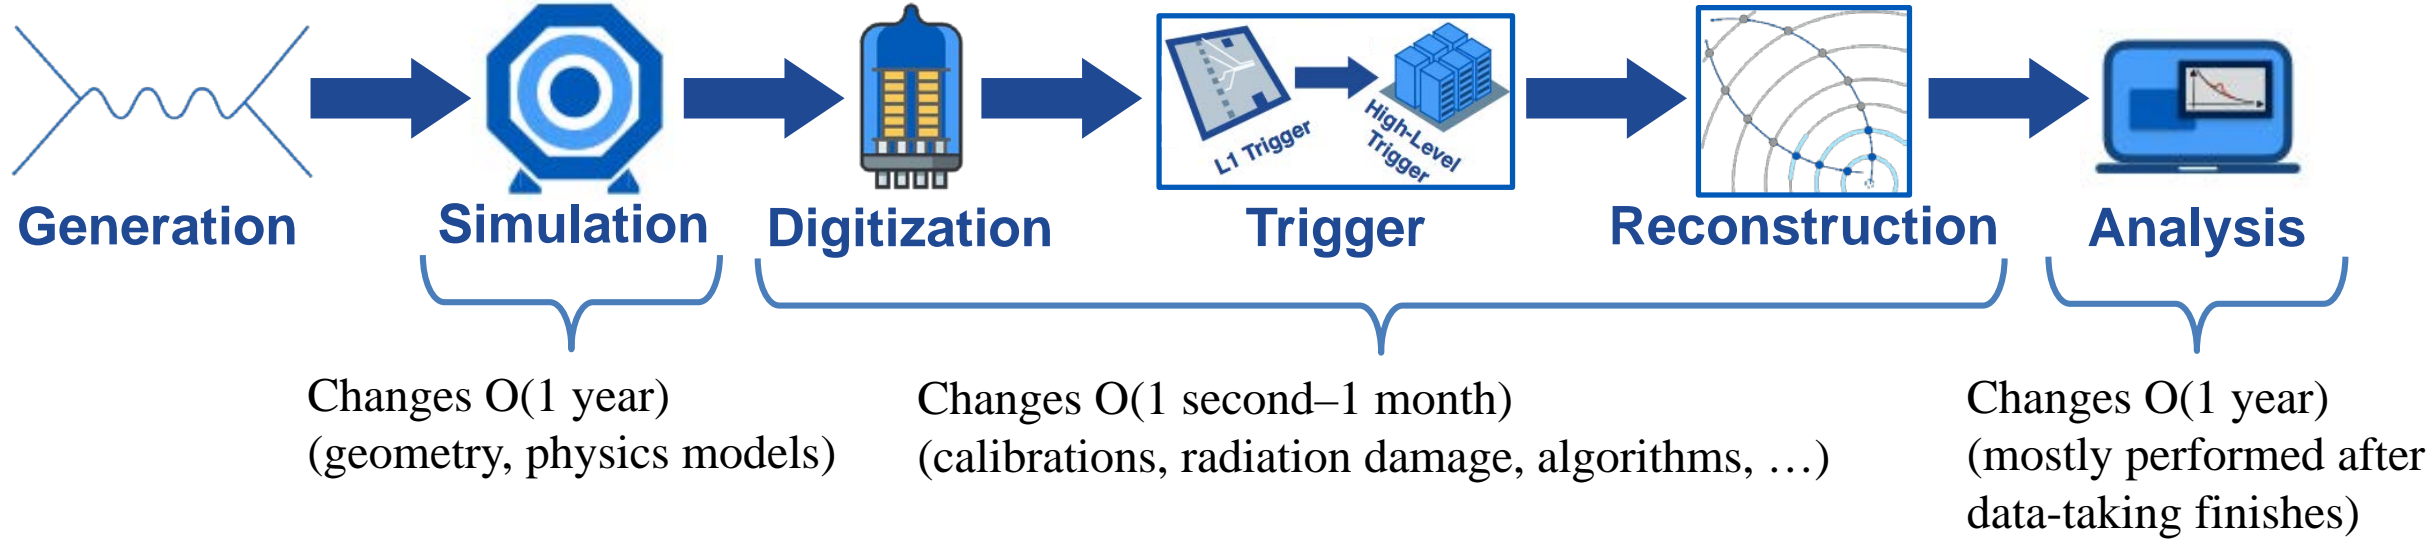 L1 Trigger
High-Level
Trigger
Generation
Simulation
Digitization
Trigger
Reconstruction
Analysis
Changes O(1 year)
(geometry, physics models)
Changes O(1 second–1 month)
(calibrations, radiation damage, algorithms, …)
Changes O(1 year)
(mostly performed after
data-taking finishes)